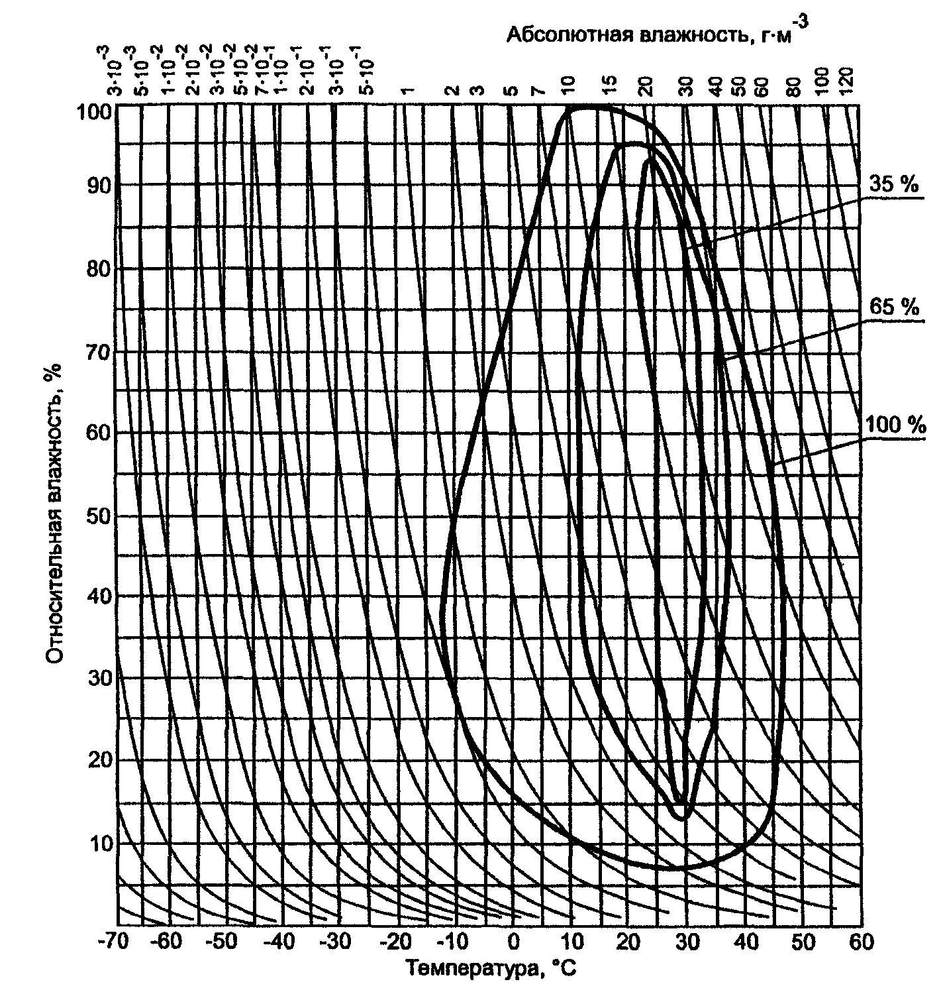 Абсолютная влажность, г·м⁻³
3·10⁻³ 5·10⁻³ 1·10⁻² 2·10⁻² 3·10⁻² 5·10⁻² 7·10⁻² 1·10⁻¹ 2·10⁻¹ 3·10⁻¹ 5·10⁻¹ 1 2 3 5 7 10 15 20 30 40 50 60 80 100 120
100
90
80
70
60
50
40
30
20
10
Относительная влажность, %
35 %
65 %
100 %
-70 -60 -50 -40 -30 -20 -10 0 10 20 30 40 50 60
Температура, °C